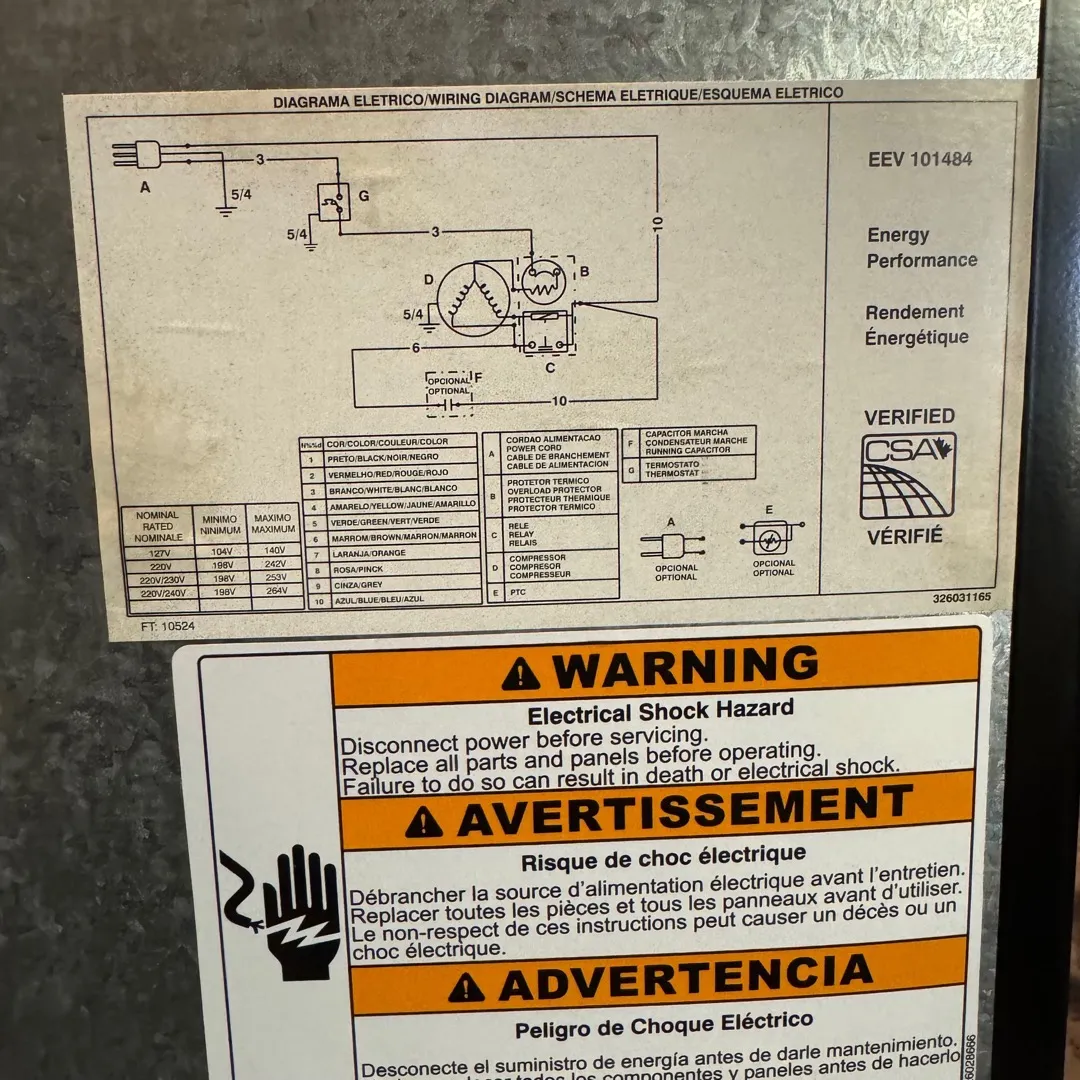 DIAGRAMA ELETRICO/WIRING DIAGRAM/SCHEMA ELETRIQUE/ESQUEMA ELETRICO
A
3
5/4
G
5/4
3
10
D
B
5/4
6
C
OPCIONAL
OPTIONAL
F
10
EEV 101484
Energy
Performance
Rendement
Énergétique
VERIFIED
CSA
VÉRIFIÉ
NOMINAL
RATED
NOMINALE
MINIMO
NINIMUM
MAXIMO
MAXIMUM
127V 104V 140V
220V 198V 242V
220V/230V 198V 253V
220V/240V 198V 264V
COR/COLOR/COULEUR/COLOR
1 PRETO/BLACK/NOIR/NEGRO
2 VERMELHO/RED/ROUGE/ROJO
3 BRANCO/WHITE/BLANC/BLANCO
4 AMARELO/YELLOW/JAUNE/AMARILLO
5 VERDE/GREEN/VERT/VERDE
6 MARROM/BROWN/MARRON/MARRON
7 LARANJA/ORANGE
8 ROSA/PINCK
9 CINZA/GREY
10 AZUL/BLUE/BLEU/AZUL
A
CORDAO ALIMENTACAO
POWER CORD
CABLE DE BRANCHEMENT
CABLE DE ALIMENTACION
B
PROTETOR TERMICO
OVERLOAD PROTECTOR
PROTECTEUR THERMIQUE
PROTECTOR TERMICO
C
RELE
RELAY
RELAIS
D
COMPRESSOR
COMPRESOR
COMPRESSEUR
E PTC
F
CAPACITOR MARCHA
CONDENSATEUR MARCHE
RUNNING CAPACITOR
G
TERMOSTATO
THERMOSTAT
A
OPCIONAL
OPTIONAL
E
OPCIONAL
OPTIONAL
326031165
FT: 10524
WARNING
Electrical Shock Hazard
Disconnect power before servicing.
Replace all parts and panels before operating.
Failure to do so can result in death or electrical shock.
AVERTISSEMENT
Risque de choc électrique
Débrancher la source d'alimentation électrique avant l'entretien.
Replacer toutes les pièces et tous les panneaux avant d'utiliser.
Le non-respect de ces instructions peut causer un décès ou un
choc électrique.
ADVERTENCIA
Peligro de Choque Eléctrico
Desconecte el suministro de energía antes de darle mantenimiento.
componentes y paneles antes de hacerlo